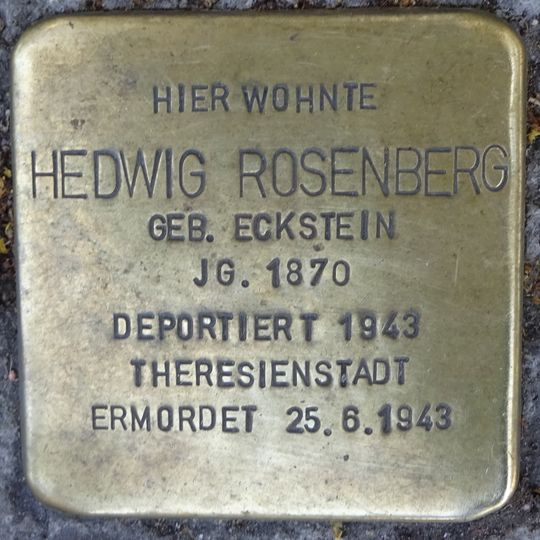 HIER WOHNTE
HEDWIG ROSENBERG
GEB. ECKSTEIN
JG. 1870
DEPORTIERT 1943
THERESIENSTADT
ERMORDET 25.6.1943